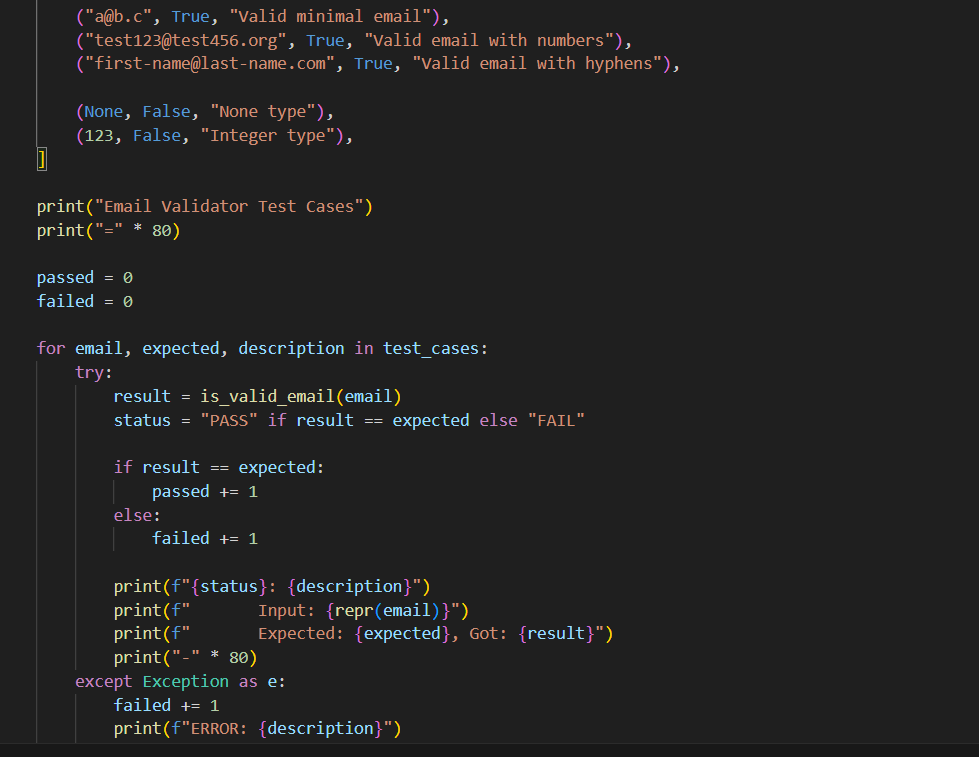 ("a@b.c", True, "Valid minimal email"),
("test123@test456.org", True, "Valid email with numbers"),
("first-name@last-name.com", True, "Valid email with hyphens"),
(None, False, "None type"),
(123, False, "Integer type"),
]
print("Email Validator Test Cases")
print("=" * 80)
passed = 0
failed = 0
for email, expected, description in test_cases:
try:
result = is_valid_email(email)
status = "PASS" if result == expected else "FAIL"
if result == expected:
passed += 1
else:
failed += 1
print(f"{status}: {description}")
print(f"       Input: {repr(email)}")
print(f"       Expected: {expected}, Got: {result}")
print("-" * 80)
except Exception as e:
failed += 1
print(f"ERROR: {description}")